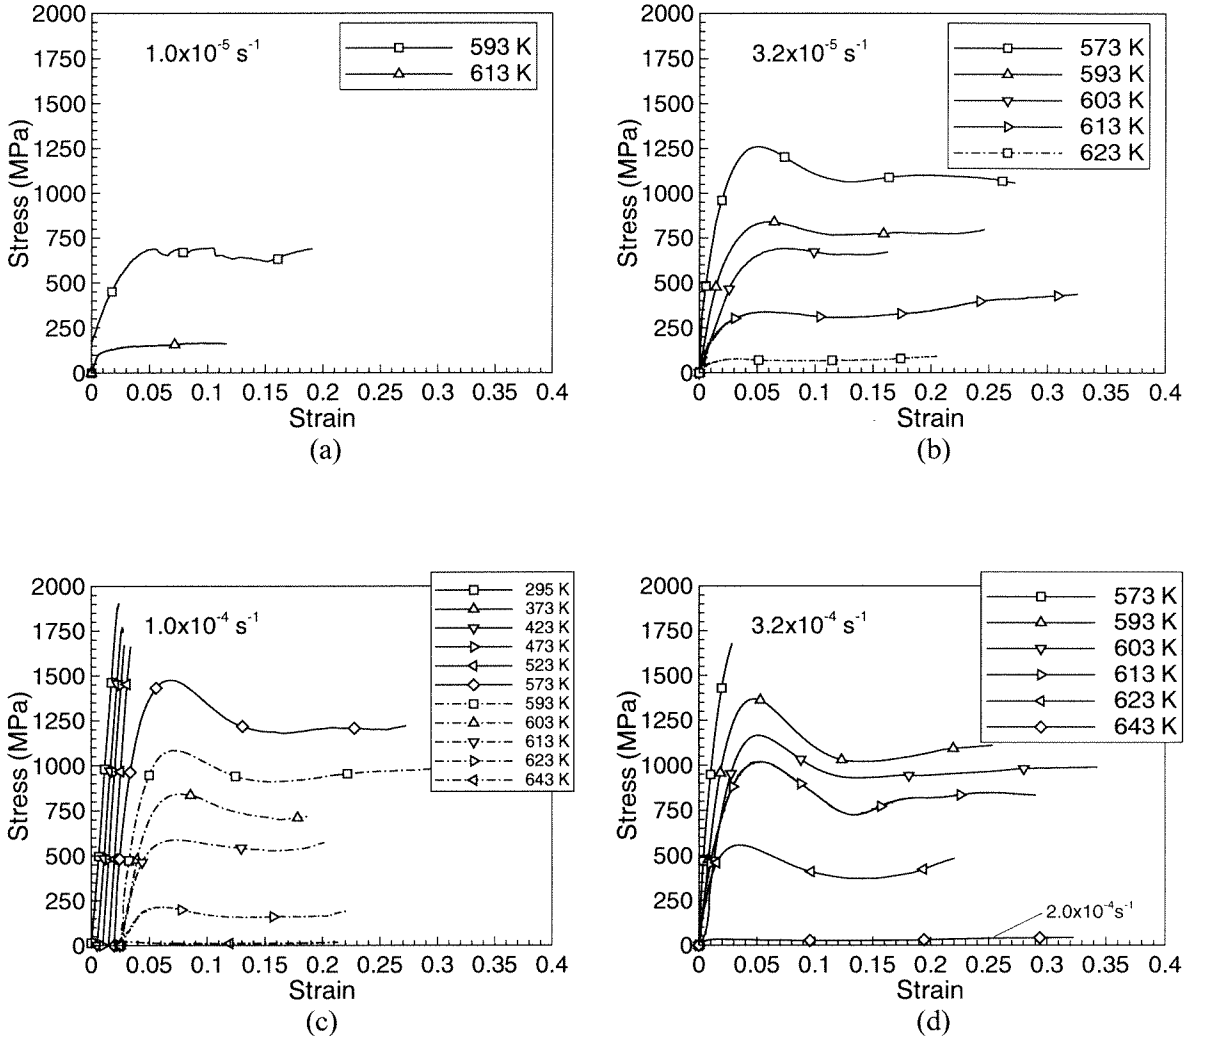 2000
1750
1500
1250
1000
750
500
250
0
Stress (MPa)
1.0x10⁻⁵ s⁻¹
593 K
613 K
0 0.05 0.1 0.15 0.2 0.25 0.3 0.35 0.4
Strain
(a)
2000
1750
1500
1250
1000
750
500
250
0
Stress (MPa)
3.2x10⁻⁵ s⁻¹
573 K
593 K
603 K
613 K
623 K
0 0.05 0.1 0.15 0.2 0.25 0.3 0.35 0.4
Strain
(b)
2000
1750
1500
1250
1000
750
500
250
0
Stress (MPa)
1.0x10⁻⁴ s⁻¹
295 K
373 K
423 K
473 K
523 K
573 K
593 K
603 K
613 K
623 K
643 K
0 0.05 0.1 0.15 0.2 0.25 0.3 0.35 0.4
Strain
(c)
2000
1750
1500
1250
1000
750
500
250
0
Stress (MPa)
3.2x10⁻⁴ s⁻¹
573 K
593 K
603 K
613 K
623 K
643 K
2.0x10⁻⁴s⁻¹
0 0.05 0.1 0.15 0.2 0.25 0.3 0.35 0.4
Strain
(d)